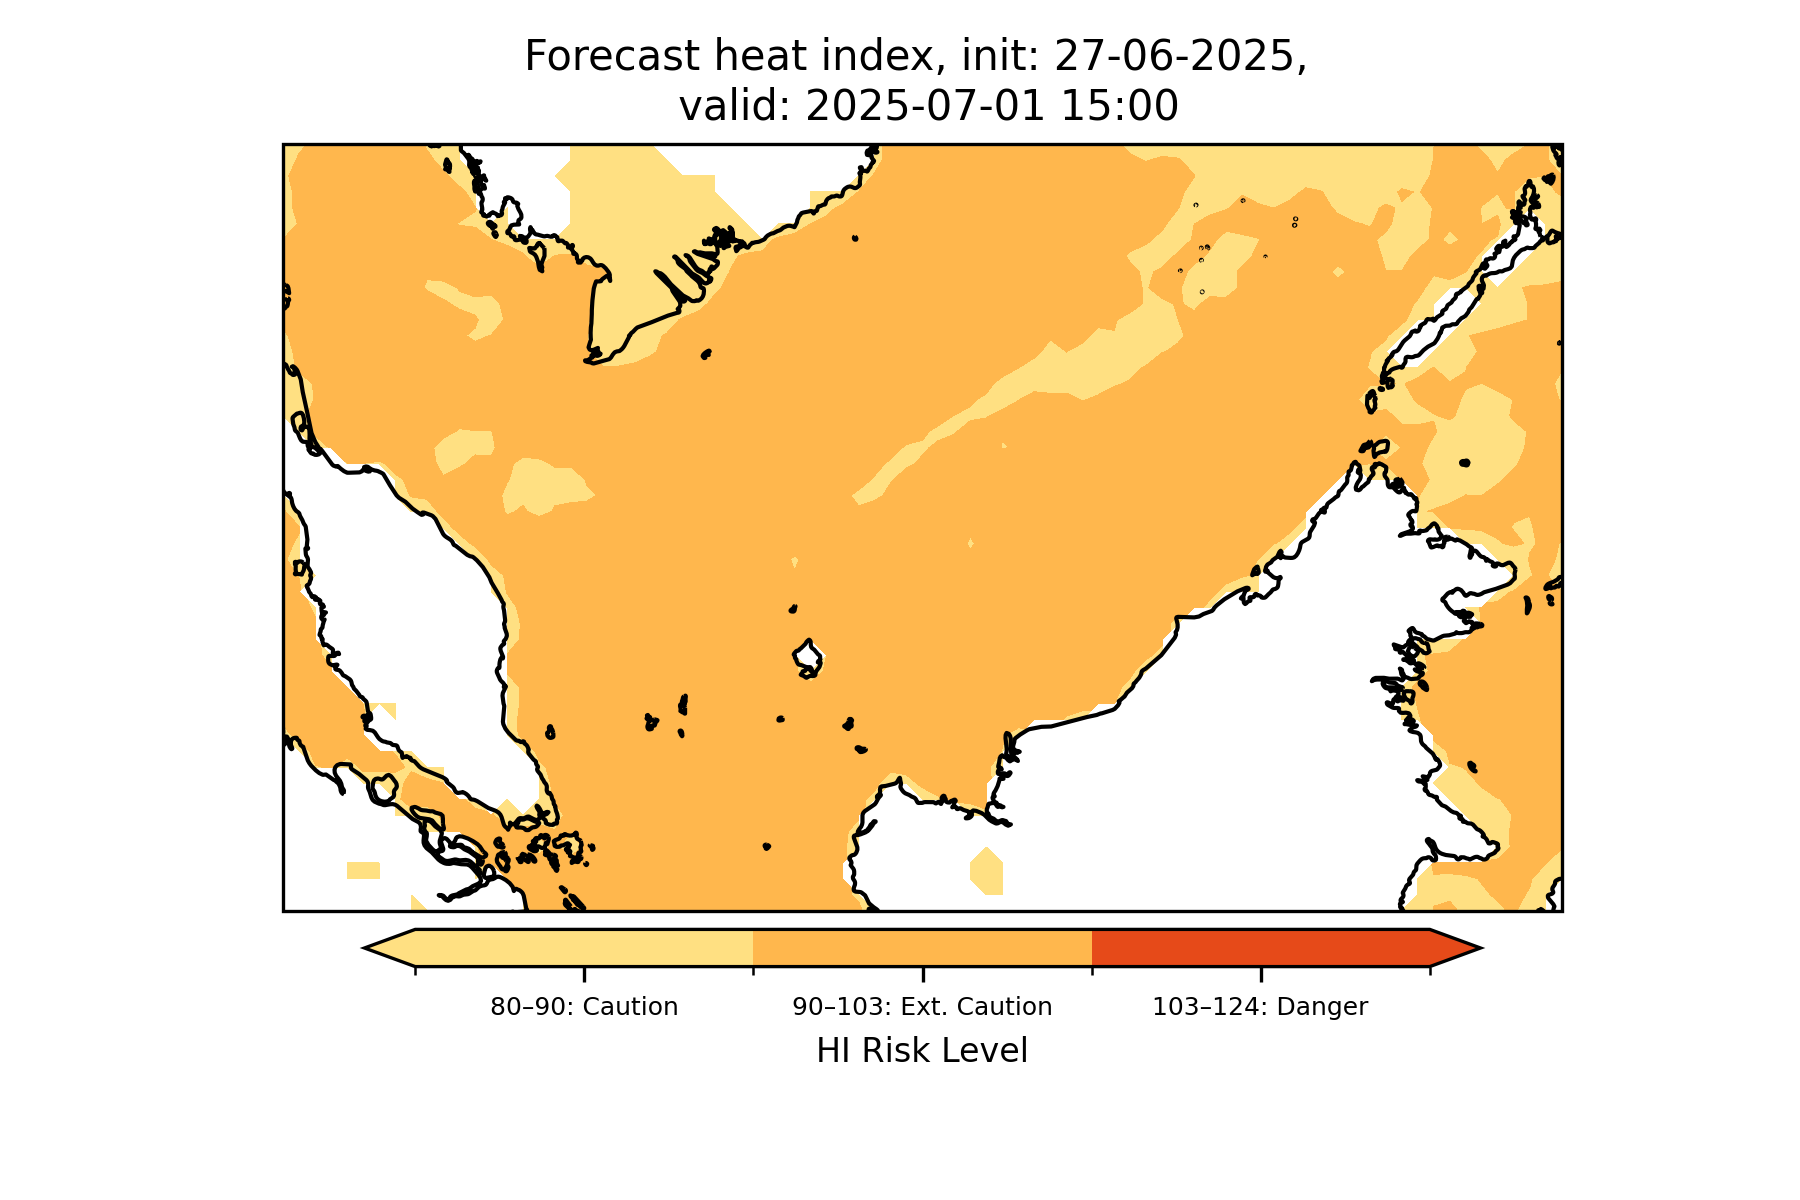 Forecast heat index, init: 27-06-2025,
valid: 2025-07-01 15:00
80–90: Caution
90–103: Ext. Caution
103–124: Danger
HI Risk Level